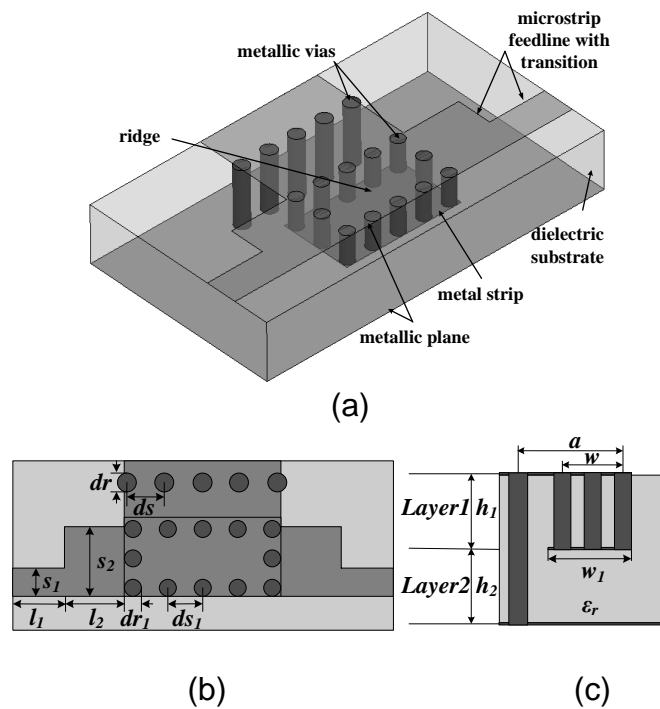 metallic vias
microstrip
feedline with
transition
ridge
dielectric
substrate
metal strip
metallic plane
(a)
dr
ds
s₂
s₁
l₁
l₂
dr₁
ds₁
(b)
a
w
Layer1
h₁
w₁
Layer2
h₂
εᵣ
(c)